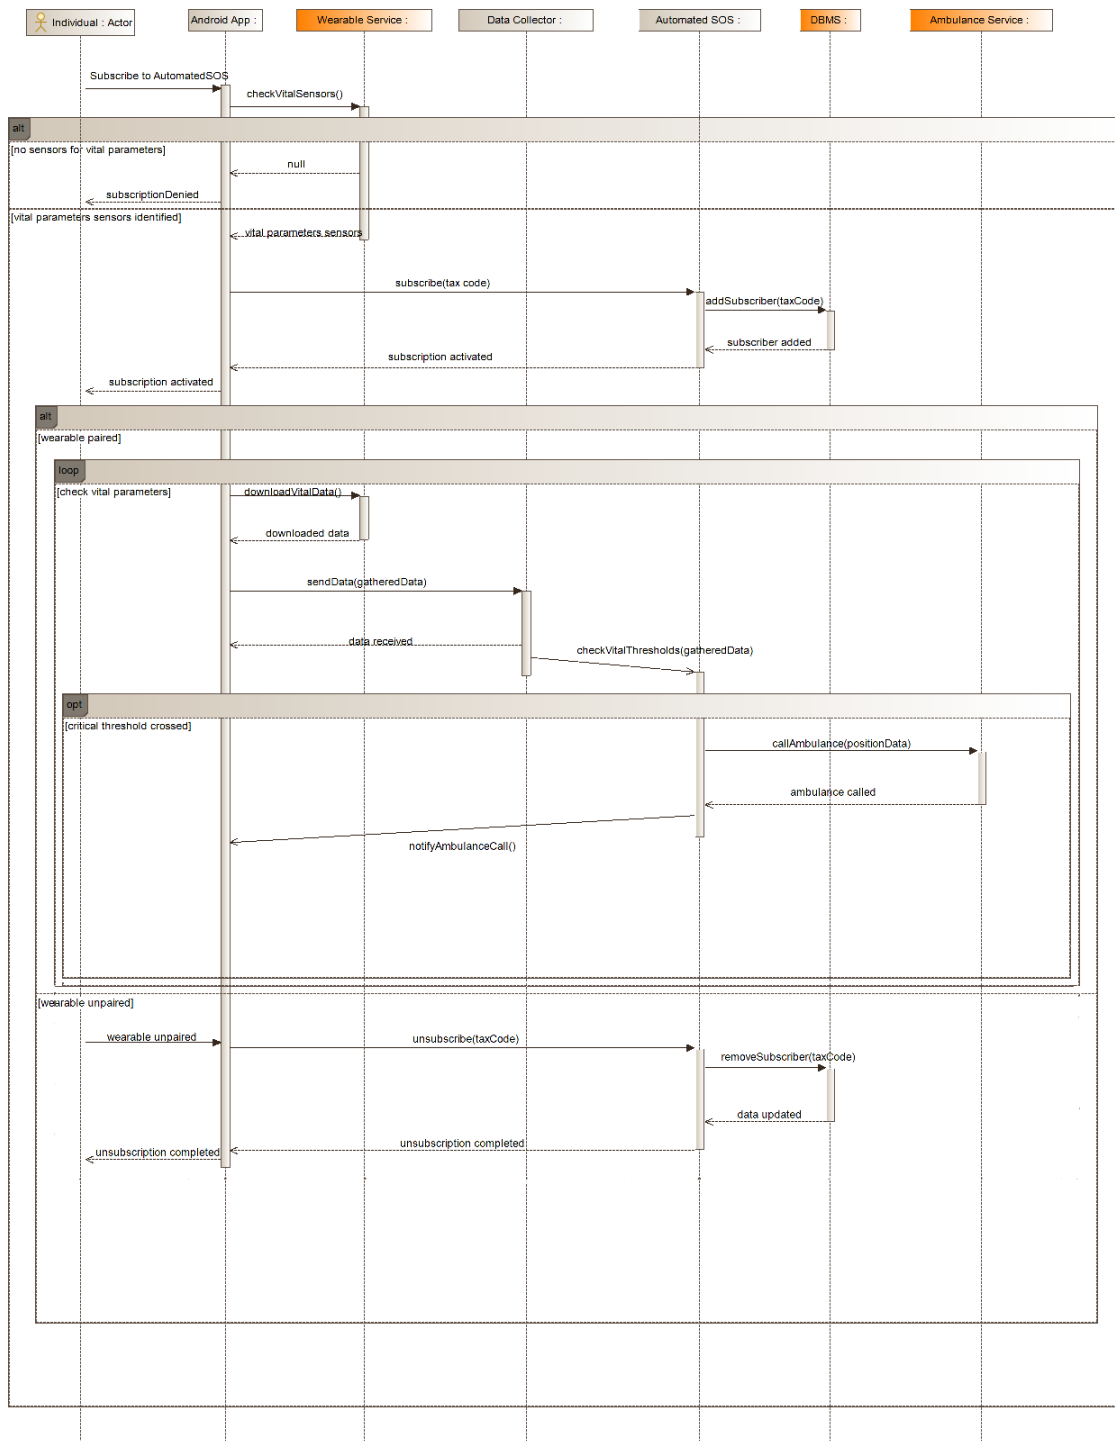 Individual : Actor
Android App :
Wearable Service :
Data Collector :
Automated SOS :
DBMS :
Ambulance Service :
Subscribe to AutomatedSOS
checkVitalSensors()
alt
[no sensors for vital parameters]
null
subscriptionDenied
[vital parameters sensors identified]
vital parameters sensors
subscribe(tax code)
addSubscriber(taxCode)
subscriber added
subscription activated
subscription activated
alt
[wearable paired]
loop
[check vital parameters]
downloadVitalData()
downloaded data
sendData(gatheredData)
data received
checkVitalThresholds(gatheredData)
opt
[critical threshold crossed]
callAmbulance(positionData)
ambulance called
notifyAmbulanceCall()
[wearable unpaired]
wearable unpaired
unsubscribe(taxCode)
removeSubscriber(taxCode)
data updated
unsubscription completed
unsubscription completed